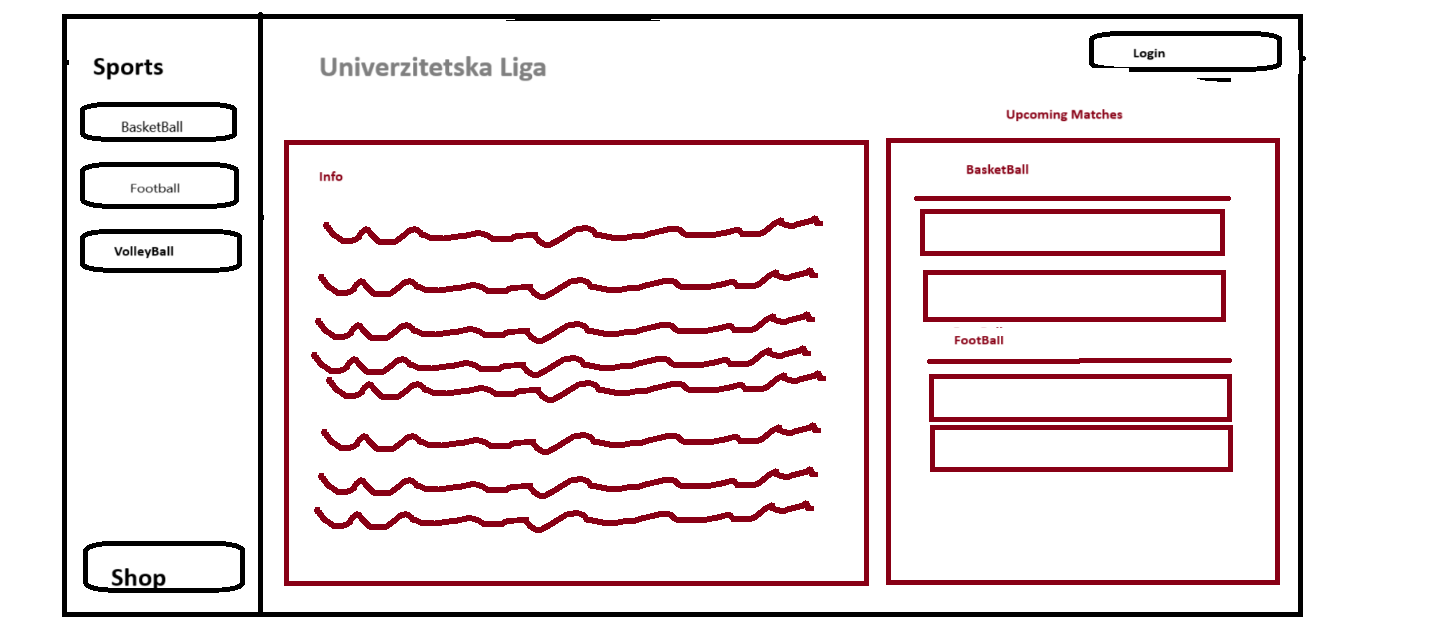 Sports
BasketBall
Football
VolleyBall
Shop
Univerzitetska Liga
Login
Info
Upcoming Matches
BasketBall
FootBall